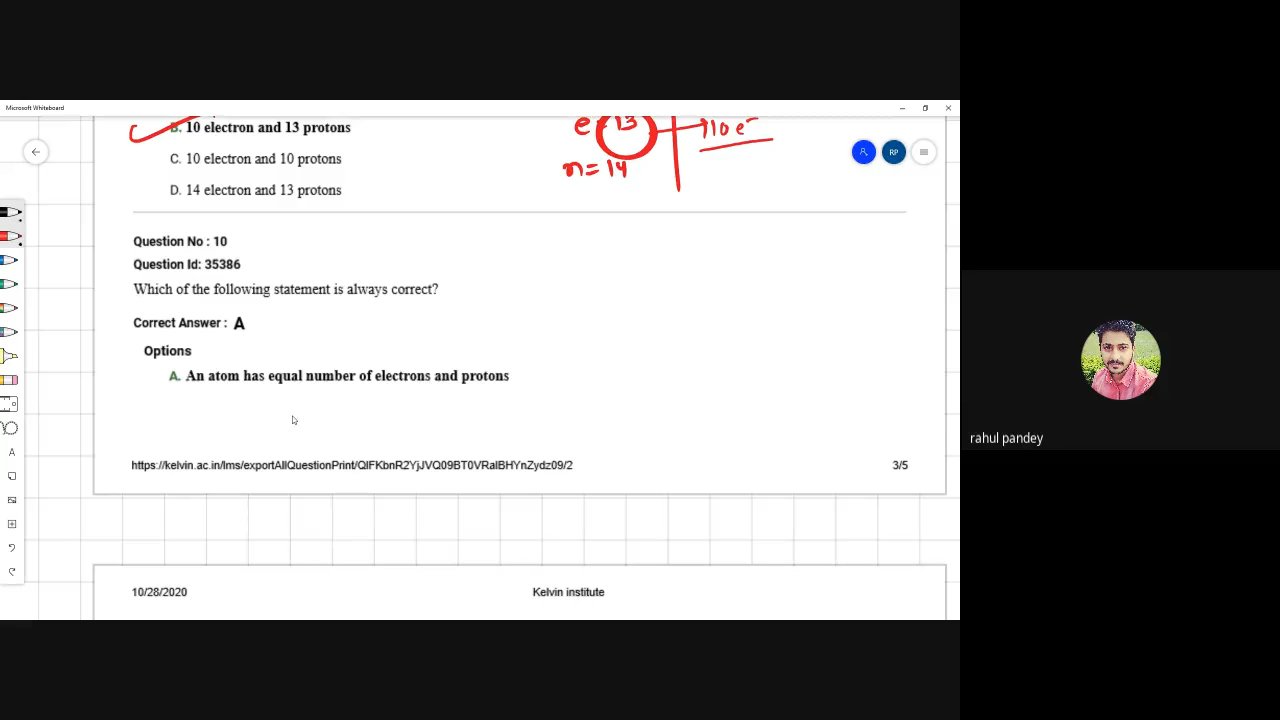 Microsoft Whiteboard
B. 10 electron and 13 protons
e 13
10 e⁻
C. 10 electron and 10 protons
n = 14
D. 14 electron and 13 protons
RP
Question No : 10
Question Id: 35386
Which of the following statement is always correct?
Correct Answer : A
Options
A. An atom has equal number of electrons and protons
rahul pandey
A
https://kelvin.ac.in/lms/exportAllQuestionPrint/QlFKbnR2YjJVQ09BT0VRalBHYnZydz09/2
3/5
10/28/2020
Kelvin institute